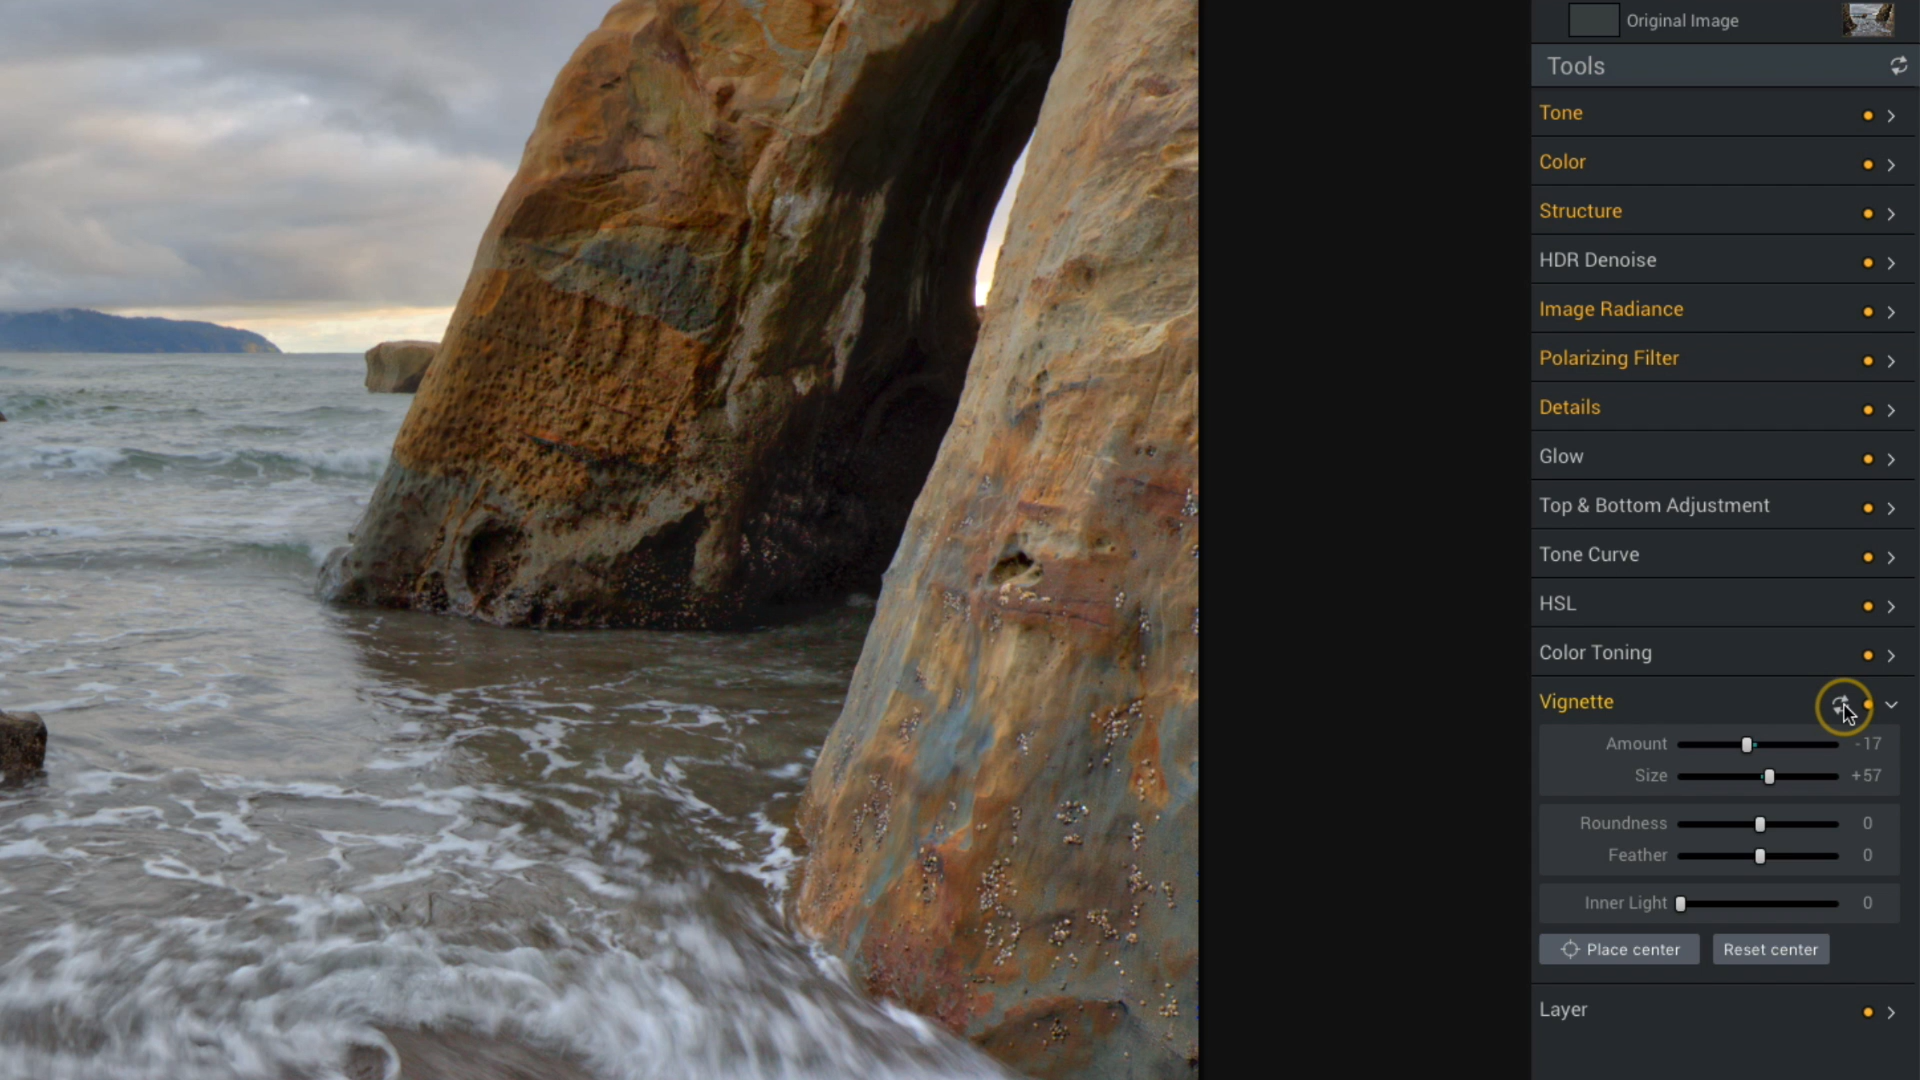 Original Image
Tools
Tone
Color
Structure
HDR Denoise
Image Radiance
Polarizing Filter
Details
Glow
Top & Bottom Adjustment
Tone Curve
HSL
Color Toning
Vignette
Amount -17
Size +57
Roundness 0
Feather 0
Inner Light 0
Place center Reset center
Layer